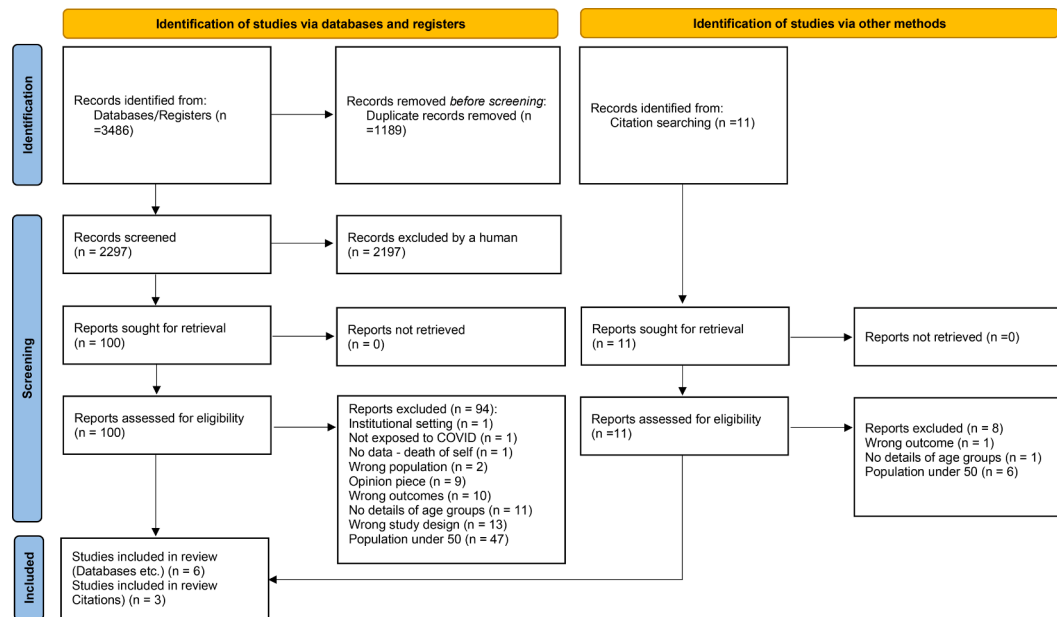 Identification of studies via databases and registers
Identification of studies via other methods
Identification
Records identified from:
Databases/Registers (n
=3486)
Records removed before screening:
Duplicate records removed (n
=1189)
Records identified from:
Citation searching (n =11)
Screening
Records screened
(n = 2297)
Records excluded by a human
(n = 2197)
Reports sought for retrieval
(n = 100)
Reports not retrieved
(n = 0)
Reports sought for retrieval
(n = 11)
Reports not retrieved (n =0)
Reports assessed for eligibility
(n = 100)
Reports excluded (n = 94):
Institutional setting (n = 1)
Not exposed to COVID (n = 1)
No data - death of self (n = 1)
Wrong population (n = 2)
Opinion piece (n = 9)
Wrong outcomes (n = 10)
No details of age groups (n = 11)
Wrong study design (n = 13)
Population under 50 (n = 47)
Reports assessed for eligibility
(n =11)
Reports excluded (n = 8)
Wrong outcome (n = 1)
No details of age groups (n = 1)
Population under 50 (n = 6)
Included
Studies included in review
(Databases etc.) (n = 6)
Studies included in review
Citations) (n = 3)